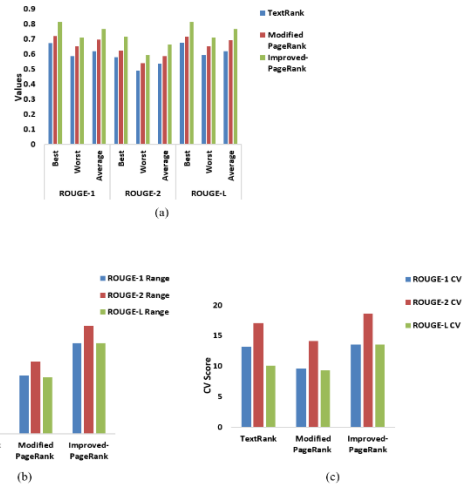 0.9
0.8
0.7
0.6
0.5
0.4
0.3
0.2
0.1
0
Values
Best
Worst
Average
Best
Worst
Average
Best
Worst
Average
ROUGE-1
ROUGE-2
ROUGE-L
TextRank
Modified
PageRank
Improved-
PageRank
(a)
ROUGE-1 Range
ROUGE-2 Range
ROUGE-L Range
Modified
PageRank
Improved-
PageRank
(b)
ROUGE-1 CV
ROUGE-2 CV
ROUGE-L CV
20
15
10
5
0
CV Score
TextRank
Modified
PageRank
Improved-
PageRank
(c)